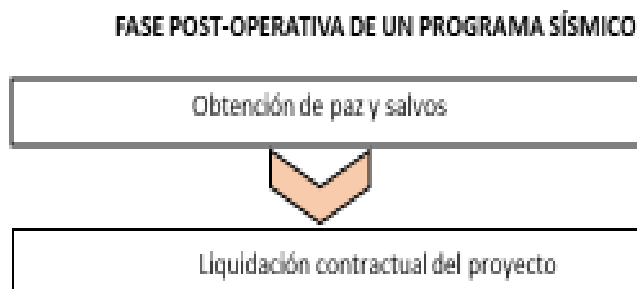 FASE POST-OPERATIVA DE UN PROGRAMA SÍSMICO
Obtención de paz y salvos
Liquidación contractual del proyecto